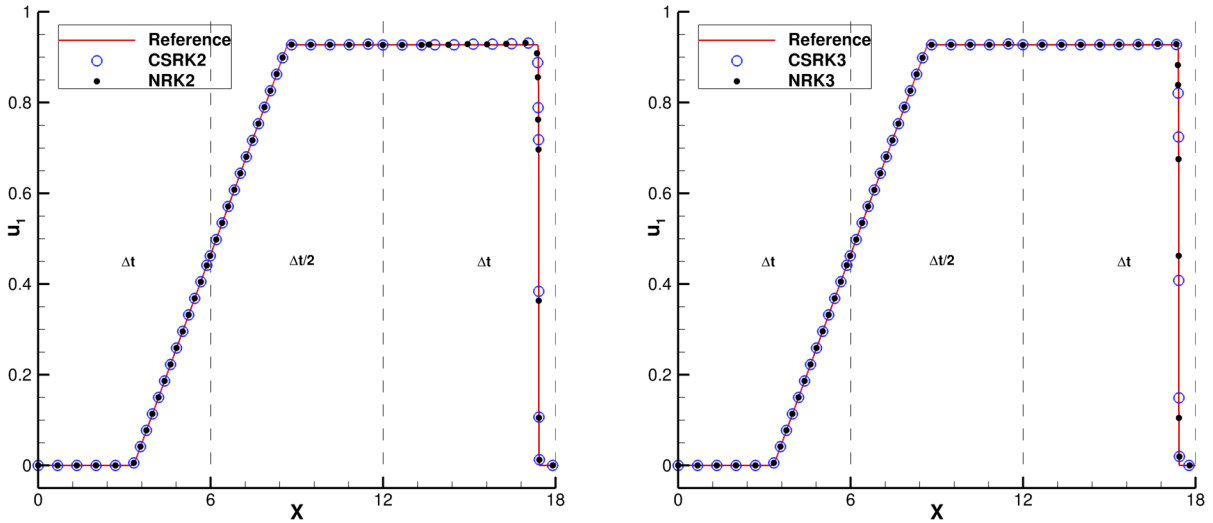 1
0.8
0.6
0.4
0.2
0
u1
Reference
CSRK2
NRK2
Δt
Δt/2
Δt
0
6
12
18
X
1
0.8
0.6
0.4
0.2
0
u1
Reference
CSRK3
NRK3
Δt
Δt/2
Δt
0
6
12
18
X